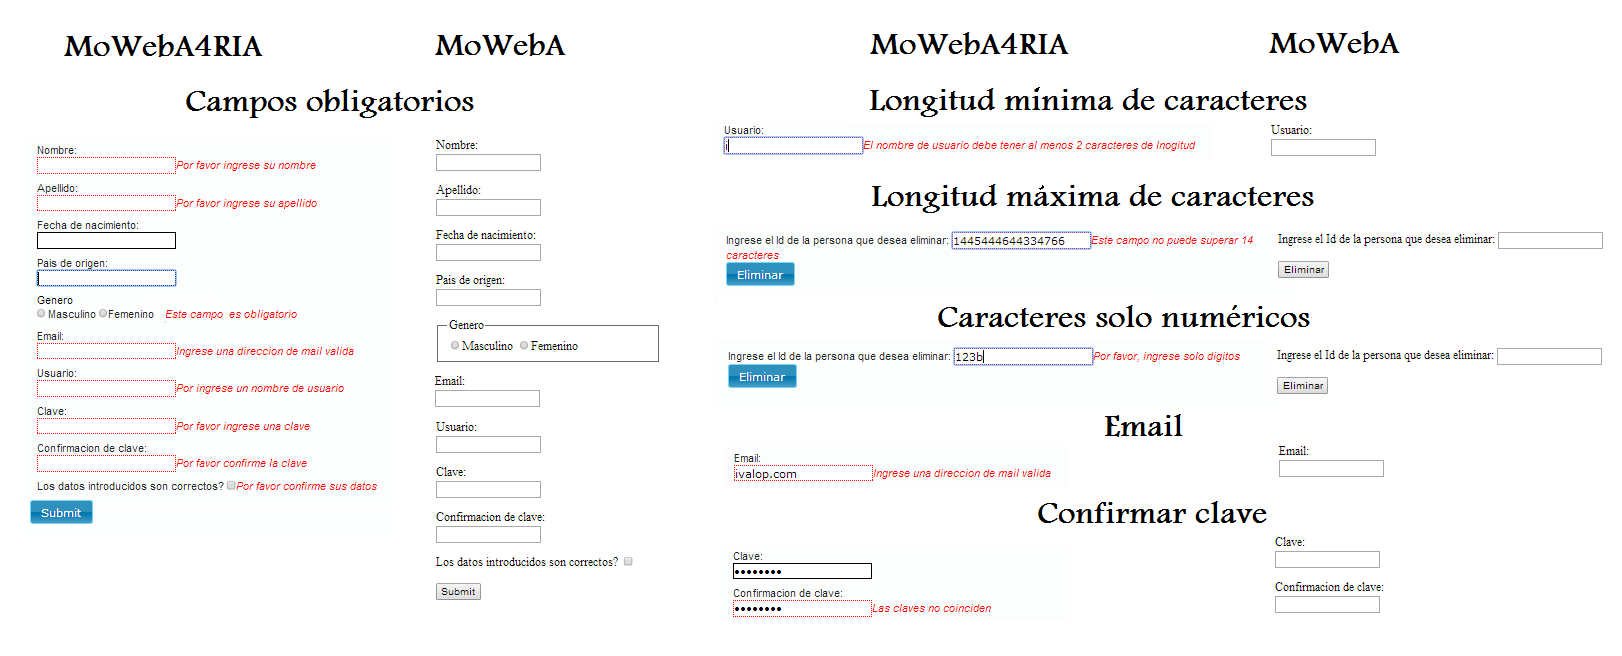 MoWebA4RIA
MoWebA
Campos obligatorios
Nombre:
Por favor ingrese su nombre
Apellido:
Por favor ingrese su apellido
Fecha de nacimiento:
Pais de origen:
Genero
Masculino Femenino Este campo es obligatorio
Email:
Ingrese una direccion de mail valida
Usuario:
Por ingrese un nombre de usuario
Clave:
Por favor ingrese una clave
Confirmacion de clave:
Por favor confirme la clave
Los datos introducidos son correctos? Por favor confirme sus datos
Submit
Nombre:
Apellido:
Fecha de nacimiento:
Pais de origen:
Genero
Masculino Femenino
Email:
Usuario:
Clave:
Confirmacion de clave:
Los datos introducidos son correctos?
Submit
MoWebA4RIA
MoWebA
Longitud mínima de caracteres
Usuario:
i El nombre de usuario debe tener al menos 2 caracteres de lnogitud
Usuario:
Longitud máxima de caracteres
Ingrese el Id de la persona que desea eliminar: 1445444644334766 Este campo no puede superar 14
caracteres
Eliminar
Ingrese el Id de la persona que desea eliminar:
Eliminar
Caracteres solo numéricos
Ingrese el Id de la persona que desea eliminar: 123b Por favor, ingrese solo digitos
Eliminar
Ingrese el Id de la persona que desea eliminar:
Eliminar
Email
Email:
ivalop.com Ingrese una direccion de mail valida
Email:
Confirmar clave
Clave:
••••••••
Confirmacion de clave:
•••••••• Las claves no coinciden
Clave:
Confirmacion de clave: